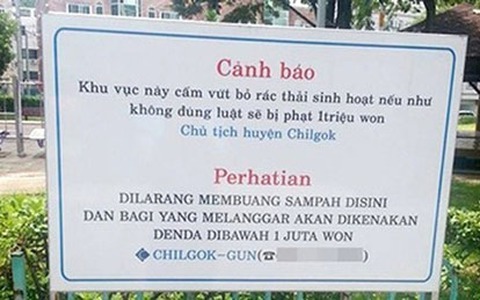 Cảnh báo
Khu vục này cấm vứt bỏ rác thải sinh hoạt nếu như
không đúng luật sẽ bị phạt 1triệu won
Chủ tịch huyện Chilgok
Perhatian
DILARANG MEMBUANG SAMPAH DISINI
DAN BAGI YANG MELANGGAR AKAN DIKENAKAN
DENDA DIBAWAH 1 JUTA WON
CHILGOK-GUN(☎ )